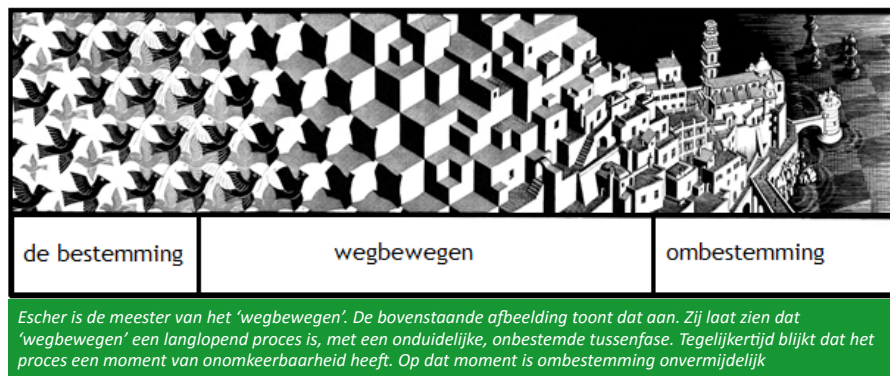 de bestemming
wegbewegen
ombestemming
Escher is de meester van het ‘wegbewegen’. De bovenstaande afbeelding toont dat aan. Zij laat zien dat
‘wegbewegen’ een langlopend proces is, met een onduidelijke, onbestemde tussenfase. Tegelijkertijd blijkt dat het
proces een moment van onomkeerbaarheid heeft. Op dat moment is ombestemming onvermijdelijk